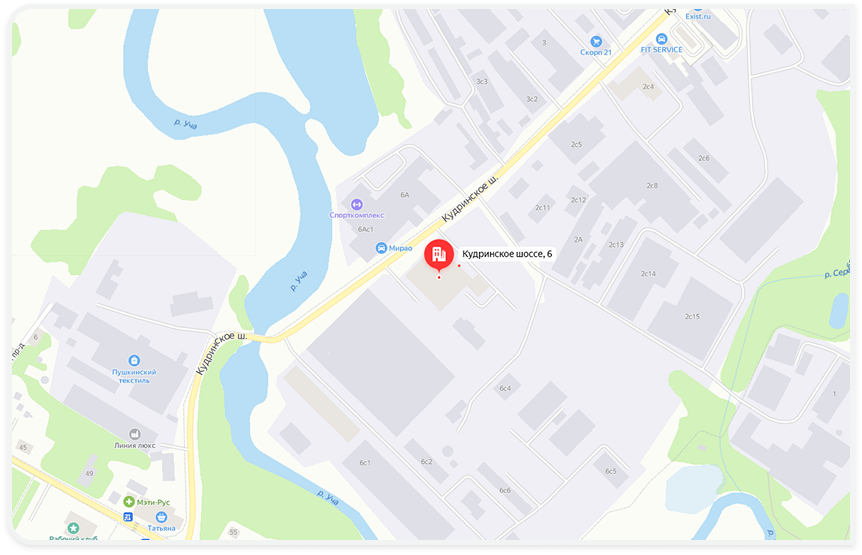 Ку
Exist.ru
FIT SERVICE
Скорп 21
3
3с3
3с2
2с4
р. Уча
2с5
2с6
2с8
Кудринское ш.
6А
Спорткомплекс
6Ас1
2с12
2с11
Мирао
2А
2с13
Кудринское шоссе, 6
р. Уча
2с14
р. Сереб
2с15
6
пр-д
Кудринское ш.
Пушкинский
текстиль
6с4
1
Линия люкс
45
49
6с1
6с2
6с5
6с6
р. Уча
Мэти-Рус
Татьяна
Рабочий клуб
55
р.